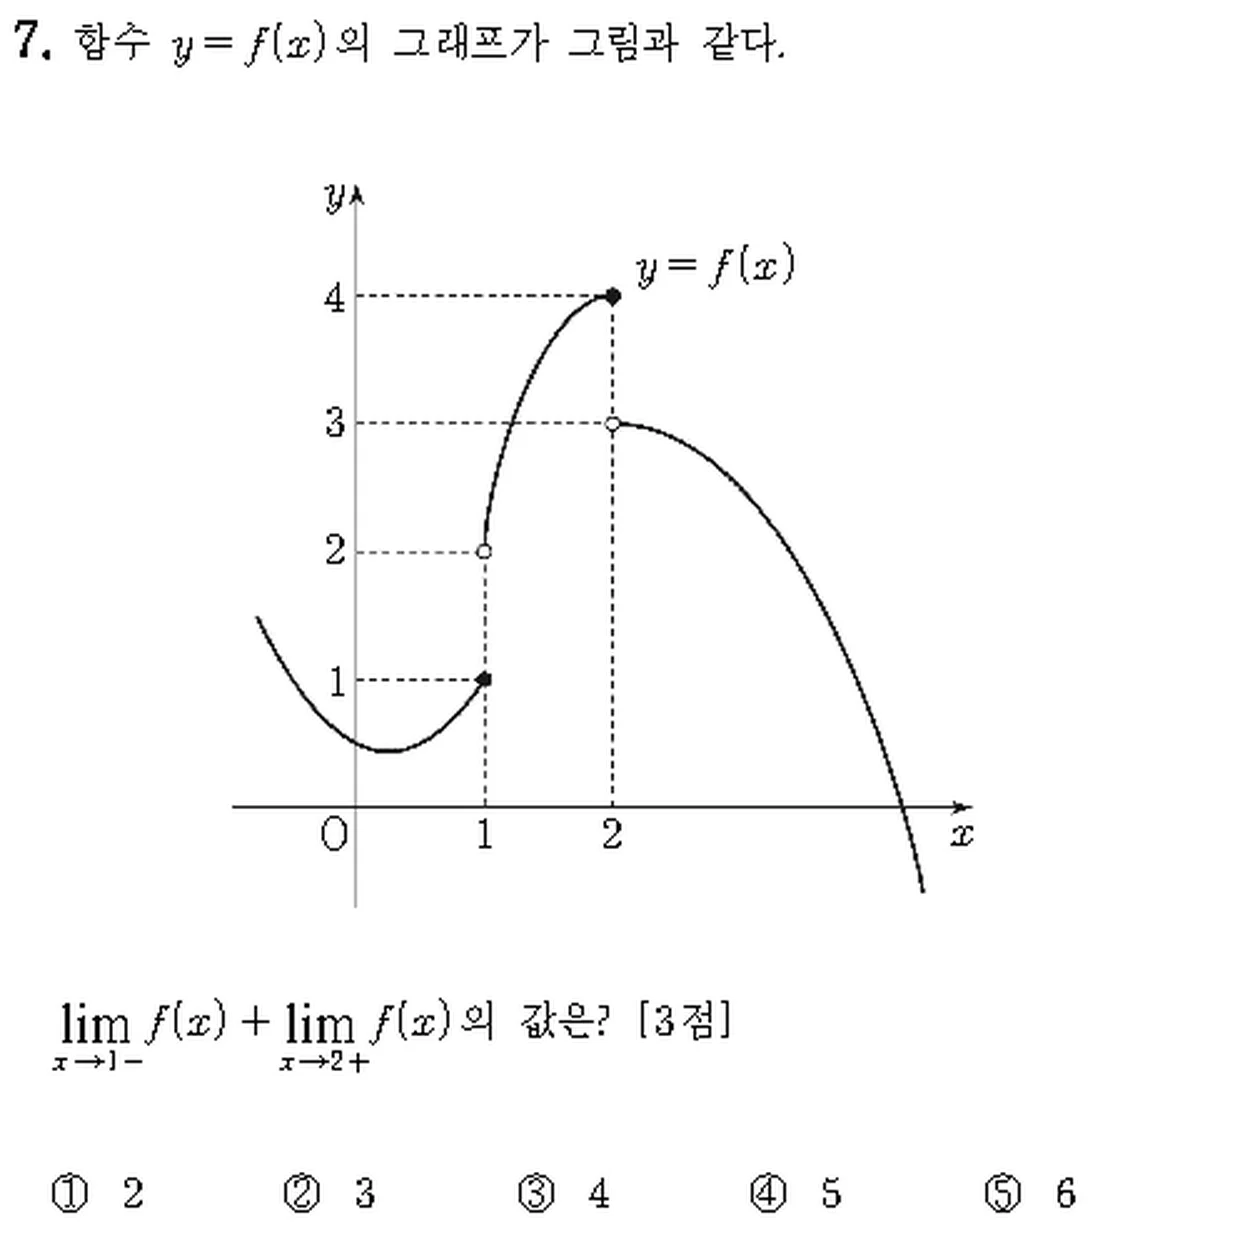 7. 함수 y=f(x)의 그래프가 그림과 같다.
y
y=f(x)
4
3
2
1
O 1 2 x
lim f(x) + lim f(x)의 값은? [3점]
x→1- x→2+
① 2 ② 3 ③ 4 ④ 5 ⑤ 6